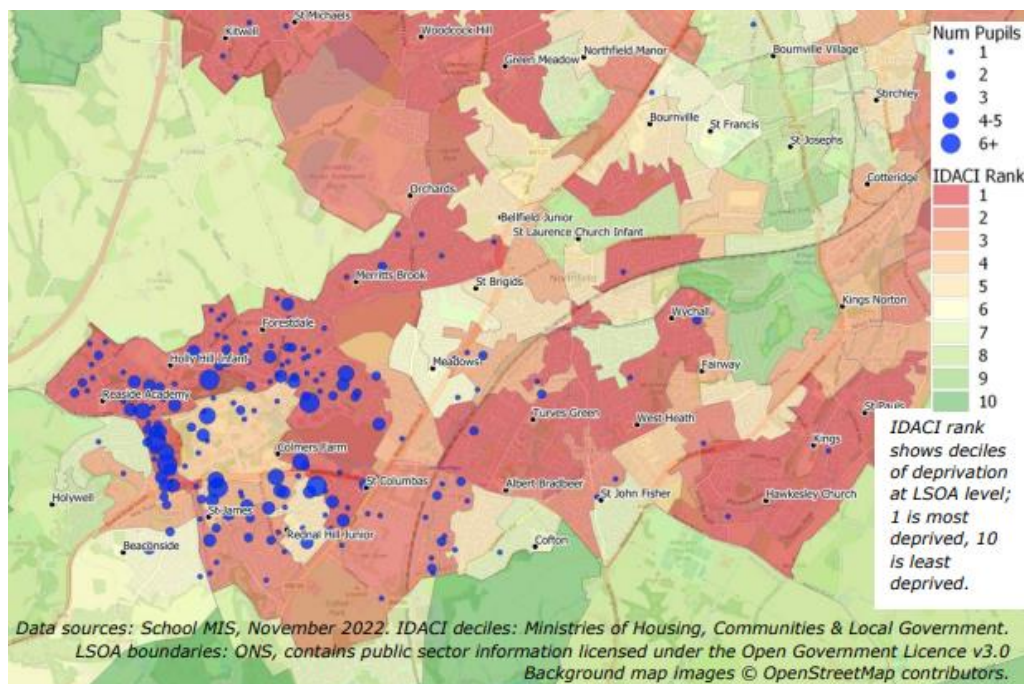 St Michaels
Kitwell
Woodcock Hill
Northfield Manor
Bournville Village
Green Meadow
Stirchley
Bournville
St Francis
St Josephs
Cotteridge
Orchards
Bellfield Junior
St Laurence Church Infant
Merritts Brook
St Brigids
Northfield
Kings Norton
Wychall
Forestdale
Holly Hill Infant
Meadows
Fairway
Reaside Academy
St Pauls
Turves Green
West Heath
Kings
Colmers Farm
St Columbas
Albert Bradbeer
St John Fisher
Hawkesley Church
Holywell
St James
Rednal Hill Junior
Cofton
Beaconside
Num Pupils
1
2
3
4-5
6+
IDACI Rank
1
2
3
4
5
6
7
8
9
10
IDACI rank
shows deciles
of deprivation
at LSOA level;
1 is most
deprived, 10
is least
deprived.
Data sources: School MIS, November 2022. IDACI deciles: Ministries of Housing, Communities & Local Government.
LSOA boundaries: ONS, contains public sector information licensed under the Open Government Licence v3.0
Background map images © OpenStreetMap contributors.